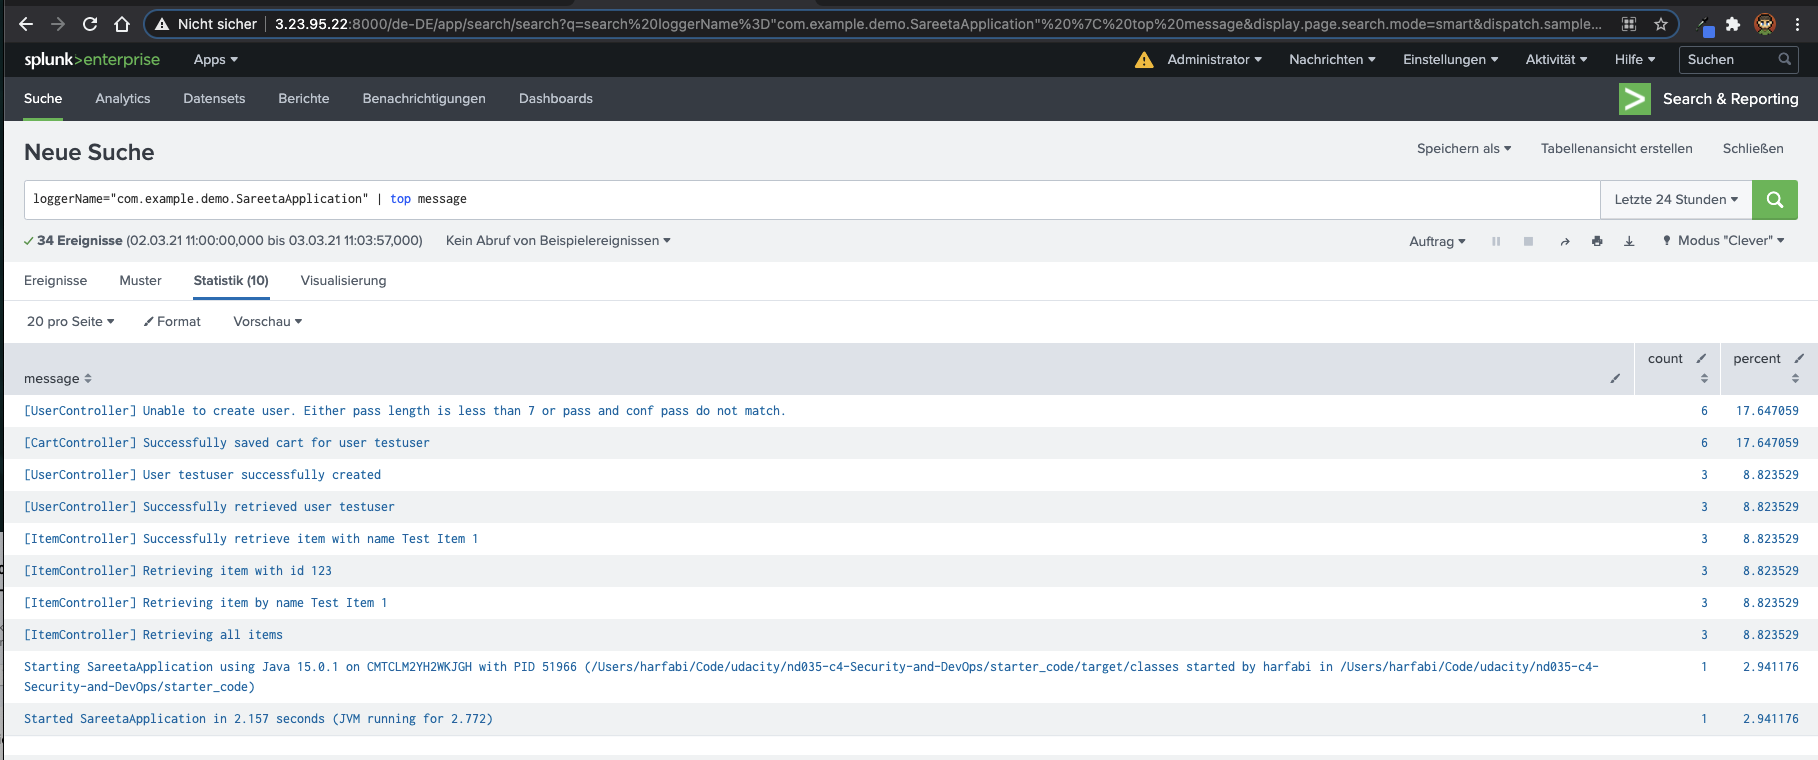 Nicht sicher 3.23.95.22:8000/de-DE/app/search/search?q=search%20loggerName%3D"com.example.demo.SareetaApplication"%20%7C%20top%20message&display.page.search.mode=smart&dispatch.sample...
splunk>enterprise Apps Administrator Nachrichten Einstellungen Aktivität Hilfe Suchen
Suche Analytics Datensets Berichte Benachrichtigungen Dashboards Search & Reporting
Neue Suche Speichern als Tabellenansicht erstellen Schließen
loggerName="com.example.demo.SareetaApplication" | top message Letzte 24 Stunden
34 Ereignisse (02.03.21 11:00:00,000 bis 03.03.21 11:03:57,000) Kein Abruf von Beispielereignissen Auftrag Modus "Clever"
Ereignisse Muster Statistik (10) Visualisierung
20 pro Seite Format Vorschau
message count percent
[UserController] Unable to create user. Either pass length is less than 7 or pass and conf pass do not match. 6 17.647059
[CartController] Successfully saved cart for user testuser 6 17.647059
[UserController] User testuser successfully created 3 8.823529
[UserController] Successfully retrieved user testuser 3 8.823529
[ItemController] Successfully retrieve item with name Test Item 1 3 8.823529
[ItemController] Retrieving item with id 123 3 8.823529
[ItemController] Retrieving item by name Test Item 1 3 8.823529
[ItemController] Retrieving all items 3 8.823529
Starting SareetaApplication using Java 15.0.1 on CMTCLM2YH2WKJGH with PID 51966 (/Users/harfabi/Code/udacity/nd035-c4-Security-and-DevOps/starter_code/target/classes started by harfabi in /Users/harfabi/Code/udacity/nd035-c4- 1 2.941176
Security-and-DevOps/starter_code)
Started SareetaApplication in 2.157 seconds (JVM running for 2.772) 1 2.941176